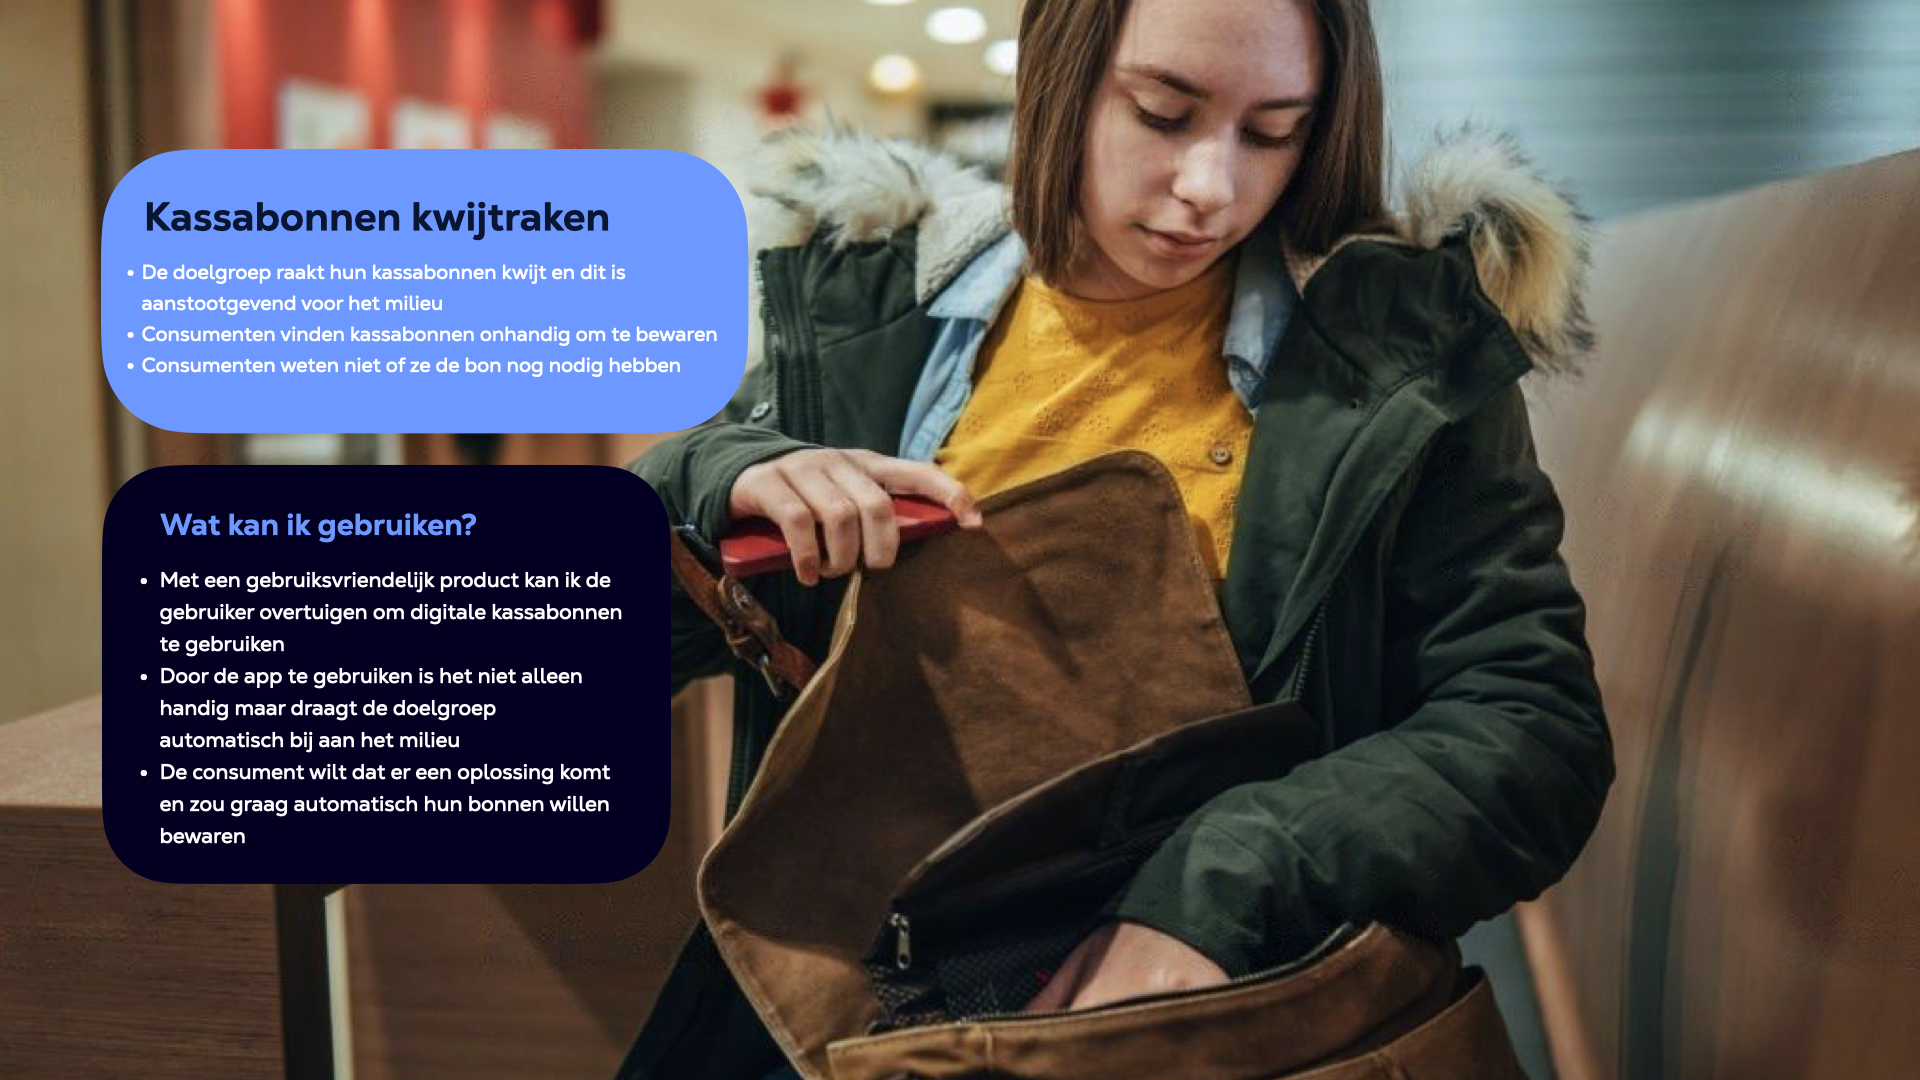 Kassabonnen kwijtraken
• De doelgroep raakt hun kassabonnen kwijt en dit is
aanstootgevend voor het milieu
• Consumenten vinden kassabonnen onhandig om te bewaren
• Consumenten weten niet of ze de bon nog nodig hebben
Wat kan ik gebruiken?
• Met een gebruiksvriendelijk product kan ik de
gebruiker overtuigen om digitale kassabonnen
te gebruiken
• Door de app te gebruiken is het niet alleen
handig maar draagt de doelgroep
automatisch bij aan het milieu
• De consument wilt dat er een oplossing komt
en zou graag automatisch hun bonnen willen
bewaren